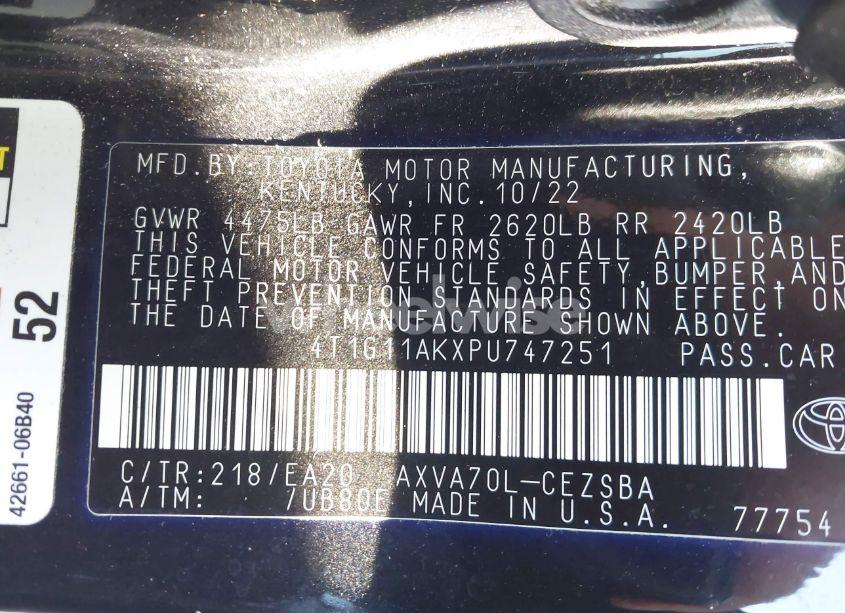 MFD.BY:TOYOTA MOTOR MANUFACTURING,
KENTUCKY,INC.10/22
GVWR 4475LB GAWR FR 2620LB RR 2420LB
THIS VEHICLE CONFORMS TO ALL APPLICABLE
FEDERAL MOTOR VEHICLE SAFETY,BUMPER,AND
THEFT PREVENTION STANDARDS IN EFFECT ON
THE DATE OF MANUFACTURE SHOWN ABOVE.
4T1G11AKXPU747251 PASS.CAR
C/TR:218/EA20 AXVA70L-CEZSBA
A/TM: /UB80E MADE IN U.S.A. 77754
42661-06B40
52